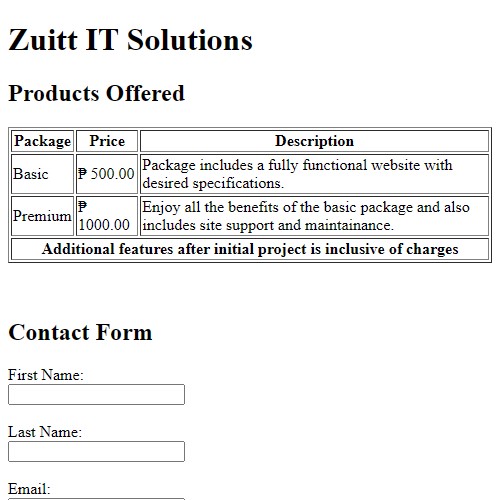 Zuitt IT Solutions
Products Offered
Package Price Description
Basic ₱ 500.00 Package includes a fully functional website with
desired specifications.
Premium ₱ 1000.00 Enjoy all the benefits of the basic package and also
includes site support and maintainance.
Additional features after initial project is inclusive of charges
Contact Form
First Name:
Last Name:
Email: